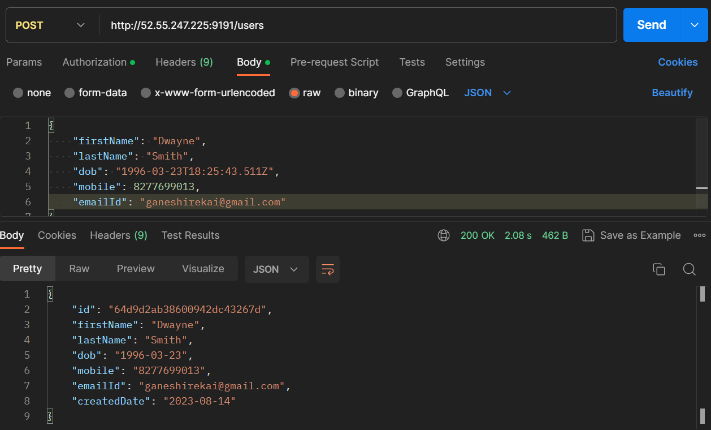 POST http://52.55.247.225:9191/users Send
Params Authorization Headers (9) Body Pre-request Script Tests Settings Cookies
none form-data x-www-form-urlencoded raw binary GraphQL JSON Beautify
1 {
2 "firstName": "Dwayne",
3 "lastName": "Smith",
4 "dob": "1996-03-23T18:25:43.511Z",
5 "mobile": 8277699013,
6 "emailId": "ganeshirekai@gmail.com"
7 }
Body Cookies Headers (9) Test Results 200 OK 2.08 s 462 B Save as Example
Pretty Raw Preview Visualize JSON
1 {
2 "id": "64d9d2ab38600942dc43267d",
3 "firstName": "Dwayne",
4 "lastName": "Smith",
5 "dob": "1996-03-23",
6 "mobile": "8277699013",
7 "emailId": "ganeshirekai@gmail.com",
8 "createdDate": "2023-08-14"
9 }